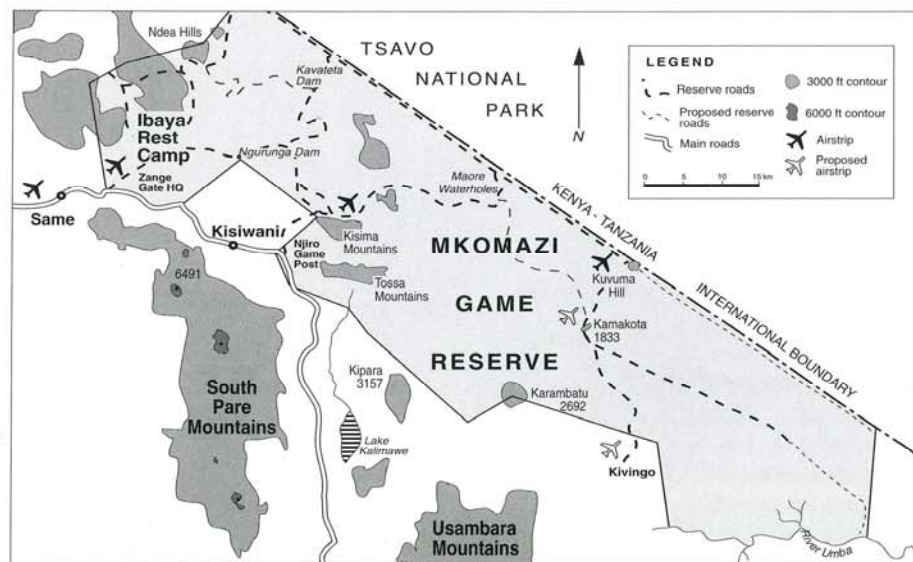 Ndea Hills
TSAVO
NATIONAL
PARK
Kavateta
Dam
N
LEGEND
Reserve roads
Proposed reserve
roads
Main roads
3000 ft contour
6000 ft contour
Airstrip
Proposed
airstrip
0 5 10 15 km
Ibaya
Rest
Camp
Ngurunga Dam
Zange
Gate HQ
Maore
Waterholes
KENYA - TANZANIA
INTERNATIONAL BOUNDARY
Same
Kisiwani
Njiro
Game
Post
Kisima
Mountains
MKOMAZI
GAME
RESERVE
Kuvuma
Hill
6491
Tossa
Mountains
Kamakota
1833
Kipara
3157
Karambatu
2692
South
Pare
Mountains
Lake
Kalimawe
Kivingo
Usambara
Mountains
River Umba